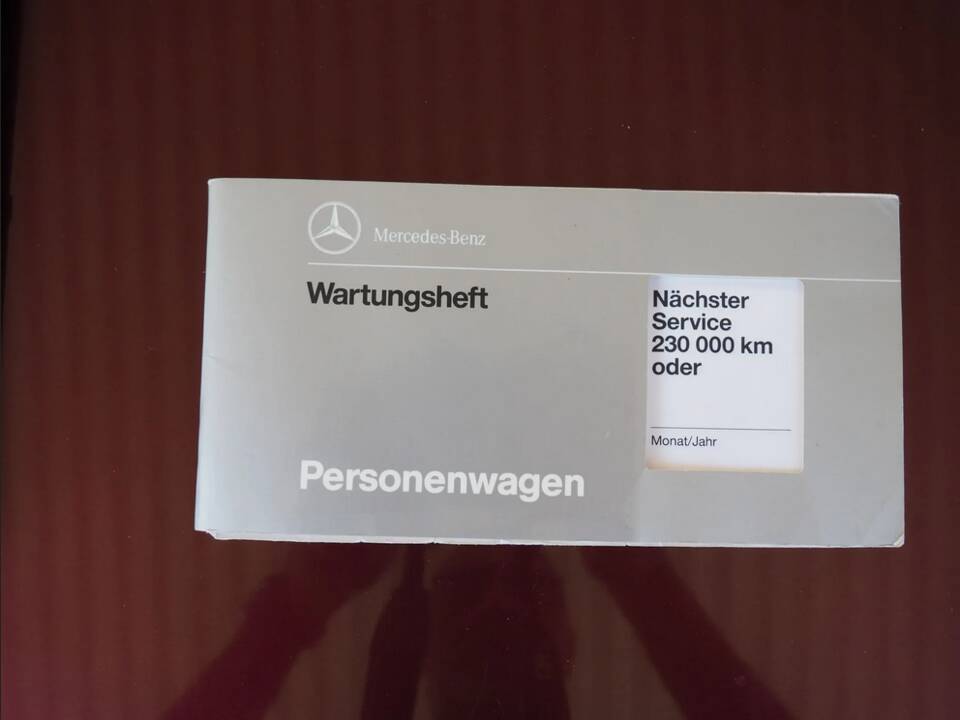 Mercedes-Benz
Wartungsheft
Nächster
Service
230 000 km
oder
Monat/Jahr
Personenwagen